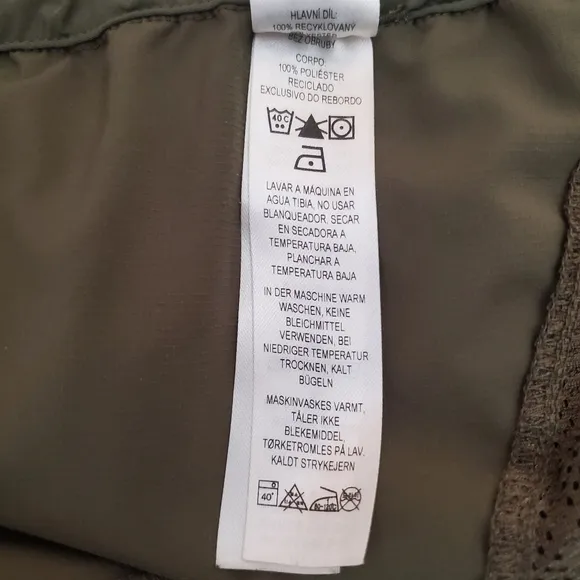 HLAVNÍ DÍL:
100% RECYKLOVANÝ
BEZ OBRUBY
CORPO
100% POLIÉSTER
RECICLADO
EXCLUSIVO DO REBORDO
40 C
LAVAR A MÁQUINA EN
AGUA TIBIA, NO USAR
BLANQUEADOR, SECAR
EN SECADORA A
TEMPERATURA BAJA,
PLANCHAR A
TEMPERATURA BAJA
IN DER MASCHINE WARM
WASCHEN, KEINE
BLEICHMITTEL
VERWENDEN, BEI
NIEDRIGER TEMPERATUR
TROCKNEN, KALT
BÜGELN
MASKINVASKES VARMT,
TÅLER IKKE
BLEKEMIDDEL,
TØRKETROMLES PÅ LAV.
KALDT STRYKEJERN
40°